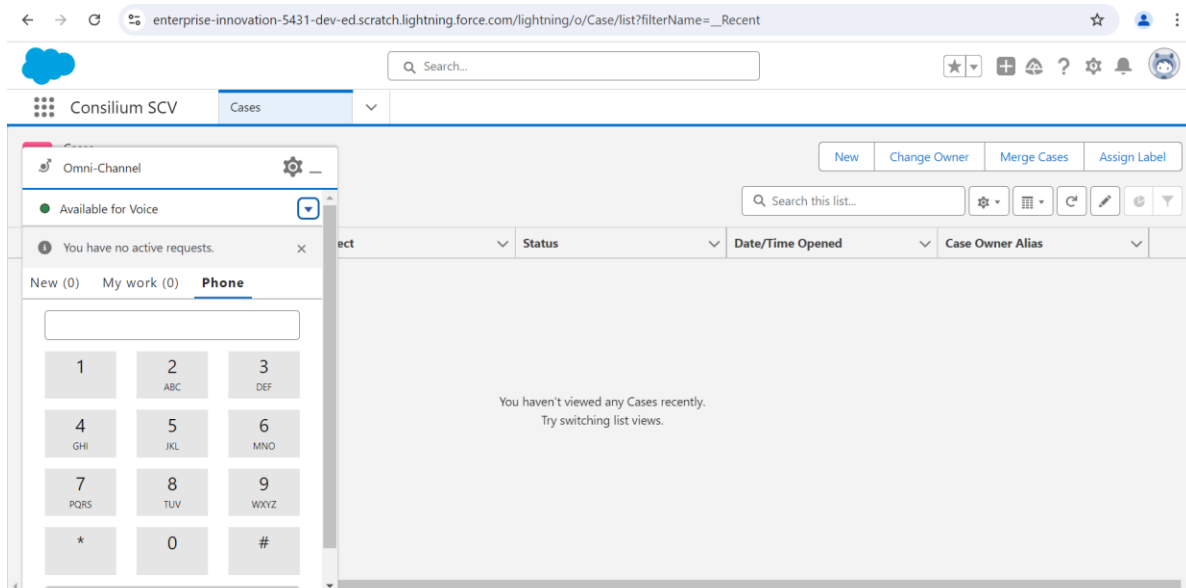 enterprise-innovation-5431-dev-ed.scratch.lightning.force.com/lightning/o/Case/list?filterName=__Recent
Search...
Consilium SCV
Cases
Omni-Channel
New
Change Owner
Merge Cases
Assign Label
Available for Voice
Search this list...
You have no active requests.
Status
Date/Time Opened
Case Owner Alias
New (0)
My work (0)
Phone
1
2
ABC
3
DEF
4
GHI
5
JKL
6
MNO
7
PQRS
8
TUV
9
WXYZ
*
0
#
You haven't viewed any Cases recently.
Try switching list views.